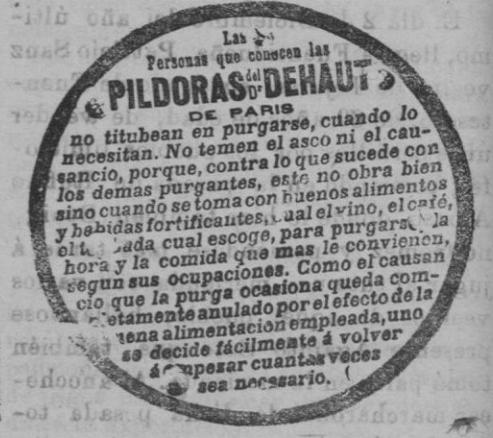 Las
Personas que conocen las
PILDORAS del Dr DEHAUT
DE PARIS
no titubean en purgarse, cuando lo
necesitan. No temen el asco ni el cau-
sancio, porque, contra lo que sucede con
los demas purgantes, este no obra bien
sino cuando se toma con buenos alimentos
y bebidas fortificantes, cual el vino, el café,
el té. Cada cual escoge, para purgarse, la
hora y la comida que mas le convienen,
segun sus ocupaciones. Como el causan
cio que la purga ocasiona queda com-
pletamente anulado por el efecto de la
buena alimentacion empleada, uno
se decide fácilmente á volver
á empesar cuantas veces
sea necesario.